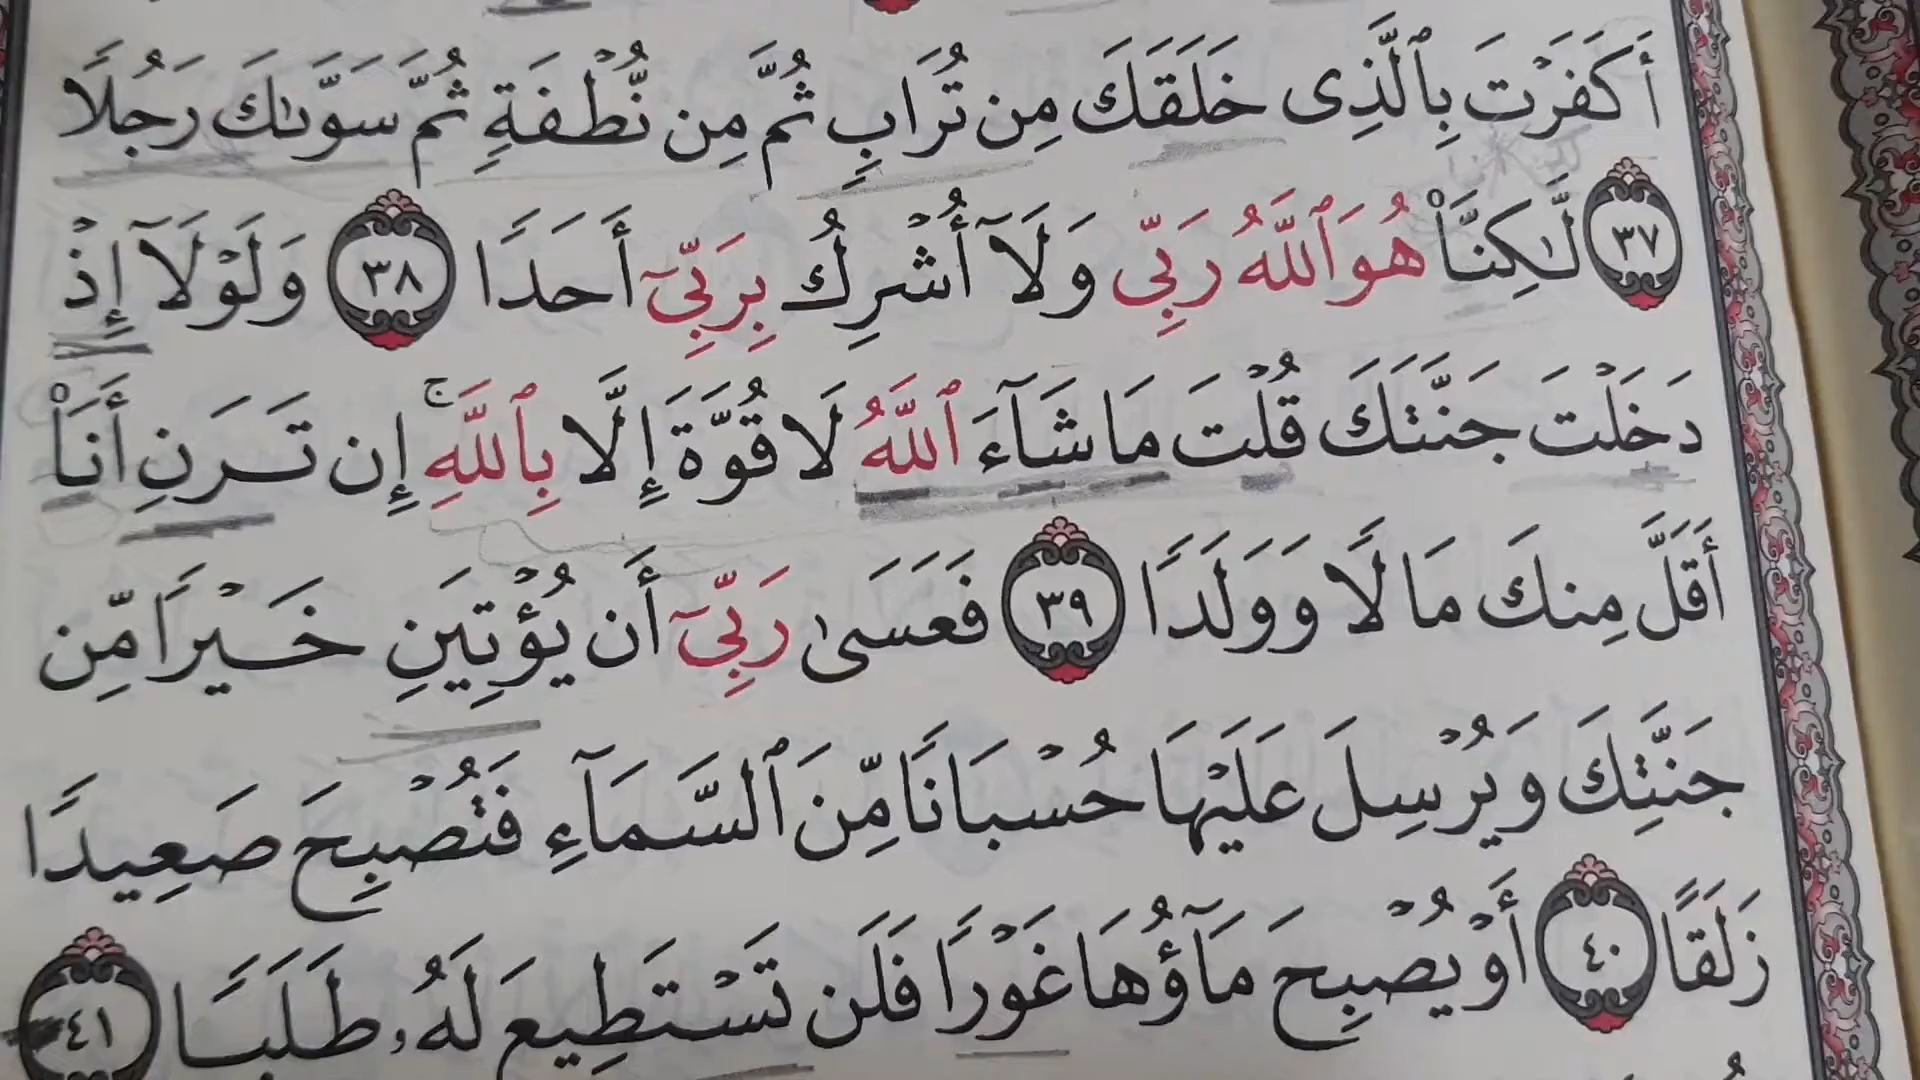 أَكَفَرْتَ بِٱلَّذِى خَلَقَكَ مِن تُرَابٍ ثُمَّ مِن نُّطْفَةٍ ثُمَّ سَوَّىٰكَ رَجُلًا
٣٧ لَّٰكِنَّا۠ هُوَ ٱللَّهُ رَبِّى وَلَآ أُشْرِكُ بِرَبِّىٓ أَحَدًا ٣٨ وَلَوْلَآ إِذْ
دَخَلْتَ جَنَّتَكَ قُلْتَ مَا شَآءَ ٱللَّهُ لَا قُوَّةَ إِلَّا بِٱللَّهِ ۚ إِن تَرَنِ أَنَا۠
أَقَلَّ مِنكَ مَالًا وَوَلَدًا ٣٩ فَعَسَىٰ رَبِّىٓ أَن يُؤْتِيَنِ خَيْرًا مِّن
جَنَّتِكَ وَيُرْسِلَ عَلَيْهَا حُسْبَانًا مِّنَ ٱلسَّمَآءِ فَتُصْبِحَ صَعِيدًا
زَلَقًا ٤٠ أَوْ يُصْبِحَ مَآؤُهَا غَوْرًا فَلَن تَسْتَطِيعَ لَهُۥ طَلَبًا ٤١